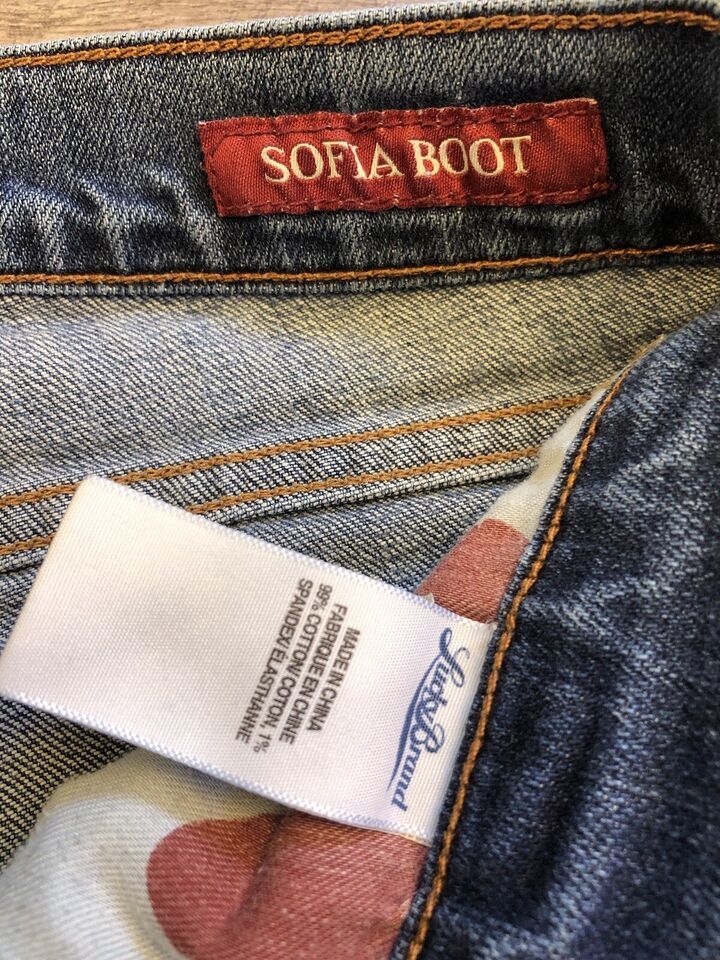 SOFIA BOOT
Lucky Brand
MADE IN CHINA
FABRIQUE EN CHINE
99% COTTON COTON, 1%
SPANDEX/ ELASTHANNE